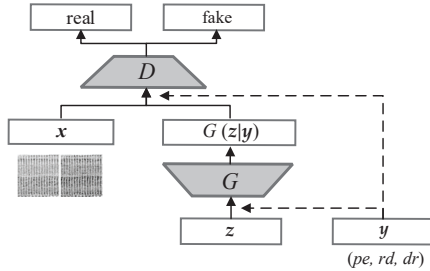 real fake
D
x G (z|y)
G
z y
(pe, rd, dr)